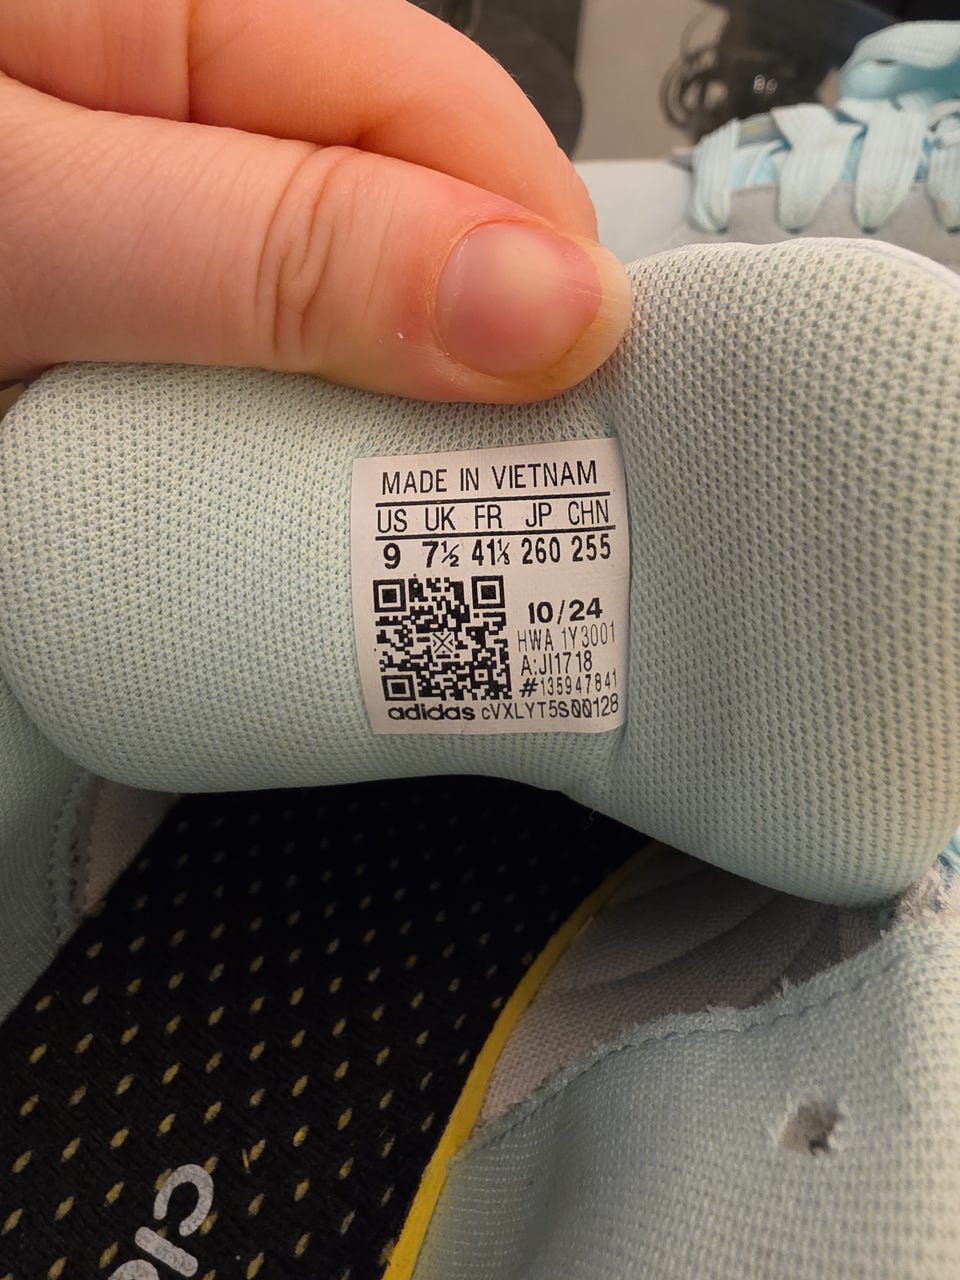 MADE IN VIETNAM
US UK FR JP CHN
9 7½ 41⅓ 260 255
10/24
HWA 1Y3001
A:JI1718
#135947841
adidas cVXLYT5S00128